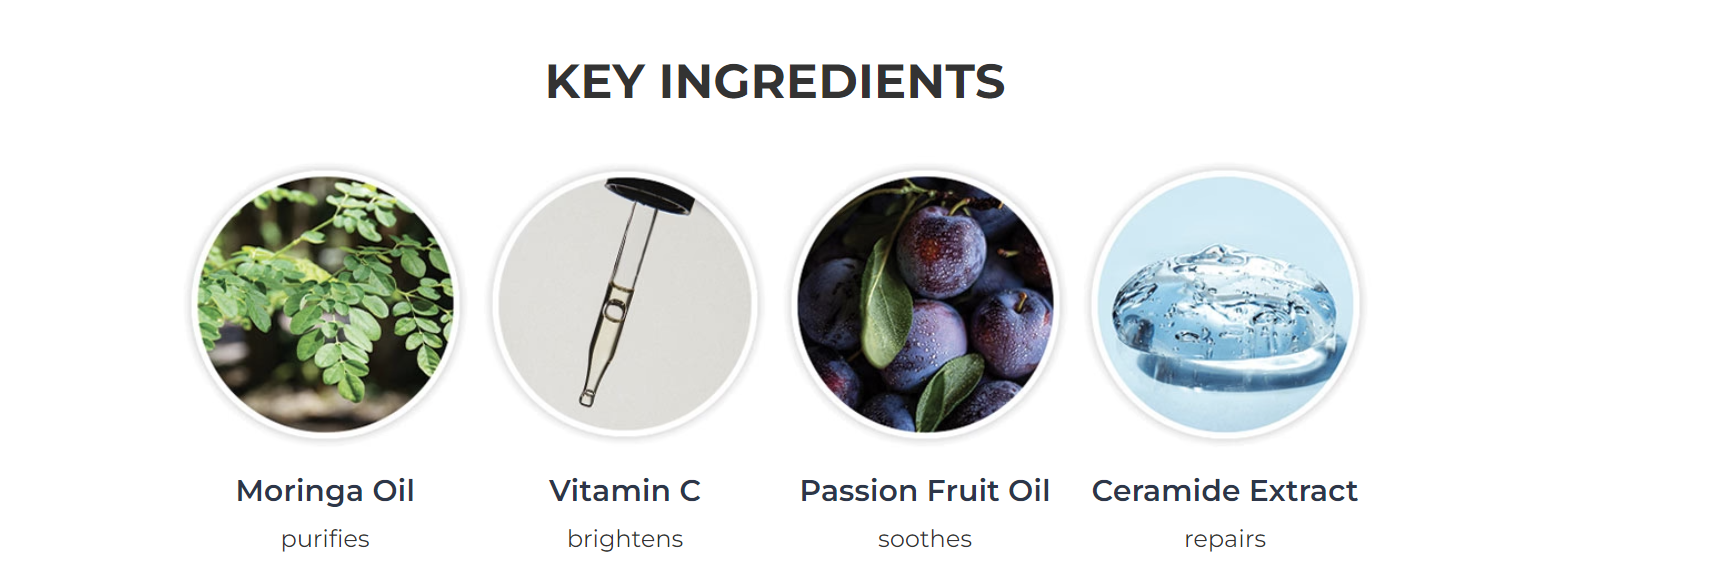 KEY INGREDIENTS
Moringa Oil
purifies
Vitamin C
brightens
Passion Fruit Oil
soothes
Ceramide Extract
repairs